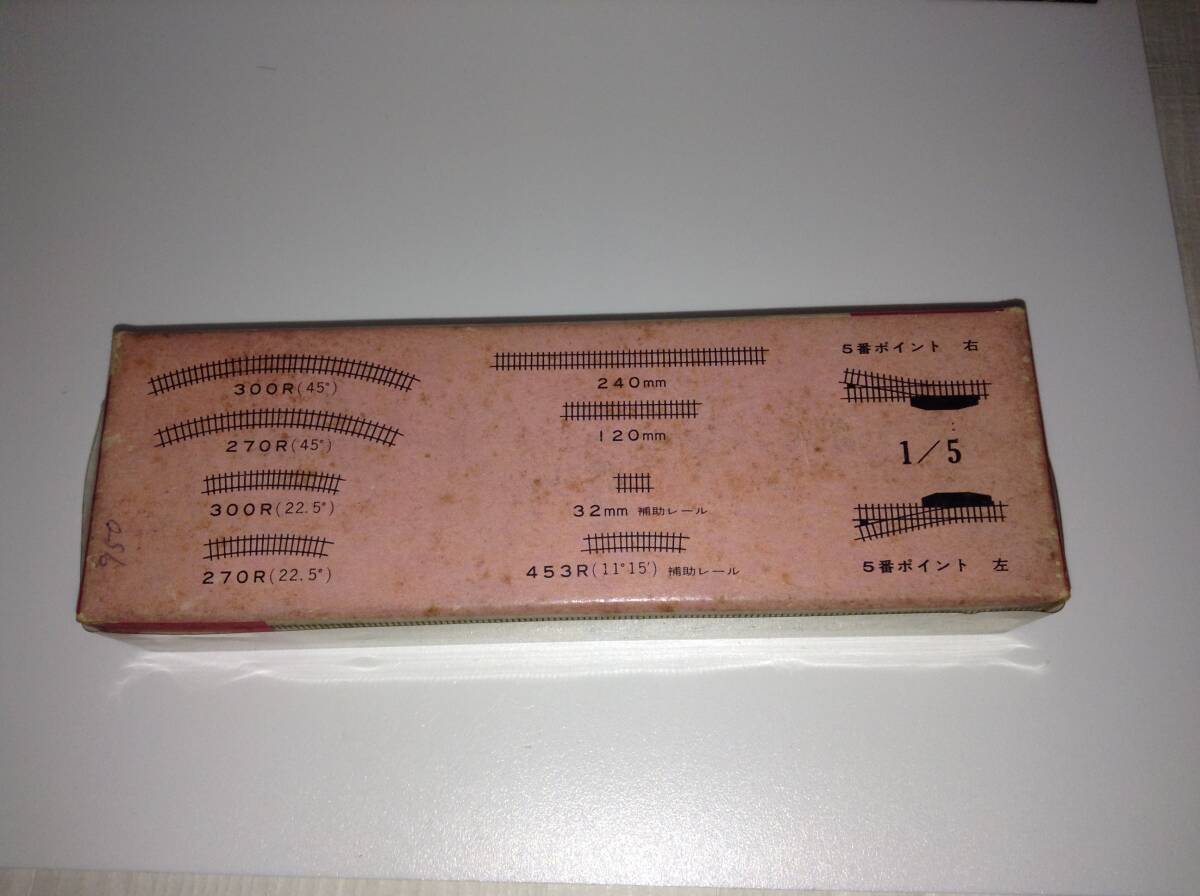 300R(45°)
270R(45°)
300R(22.5°)
270R(22.5°)
240mm
120mm
32mm 補助レール
453R(11°15′) 補助レール
5番ポイント 右
1/5
5番ポイント 左
950